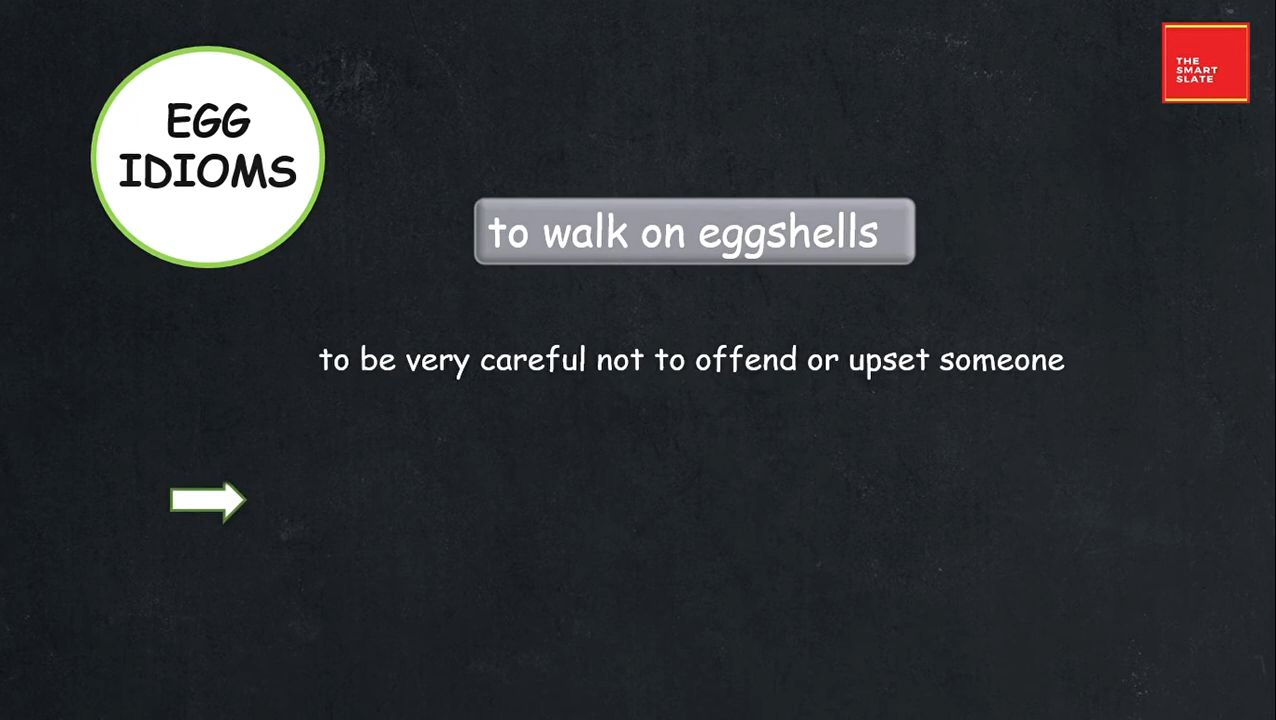 EGG
IDIOMS
THE
SMART
SLATE
to walk on eggshells
to be very careful not to offend or upset someone